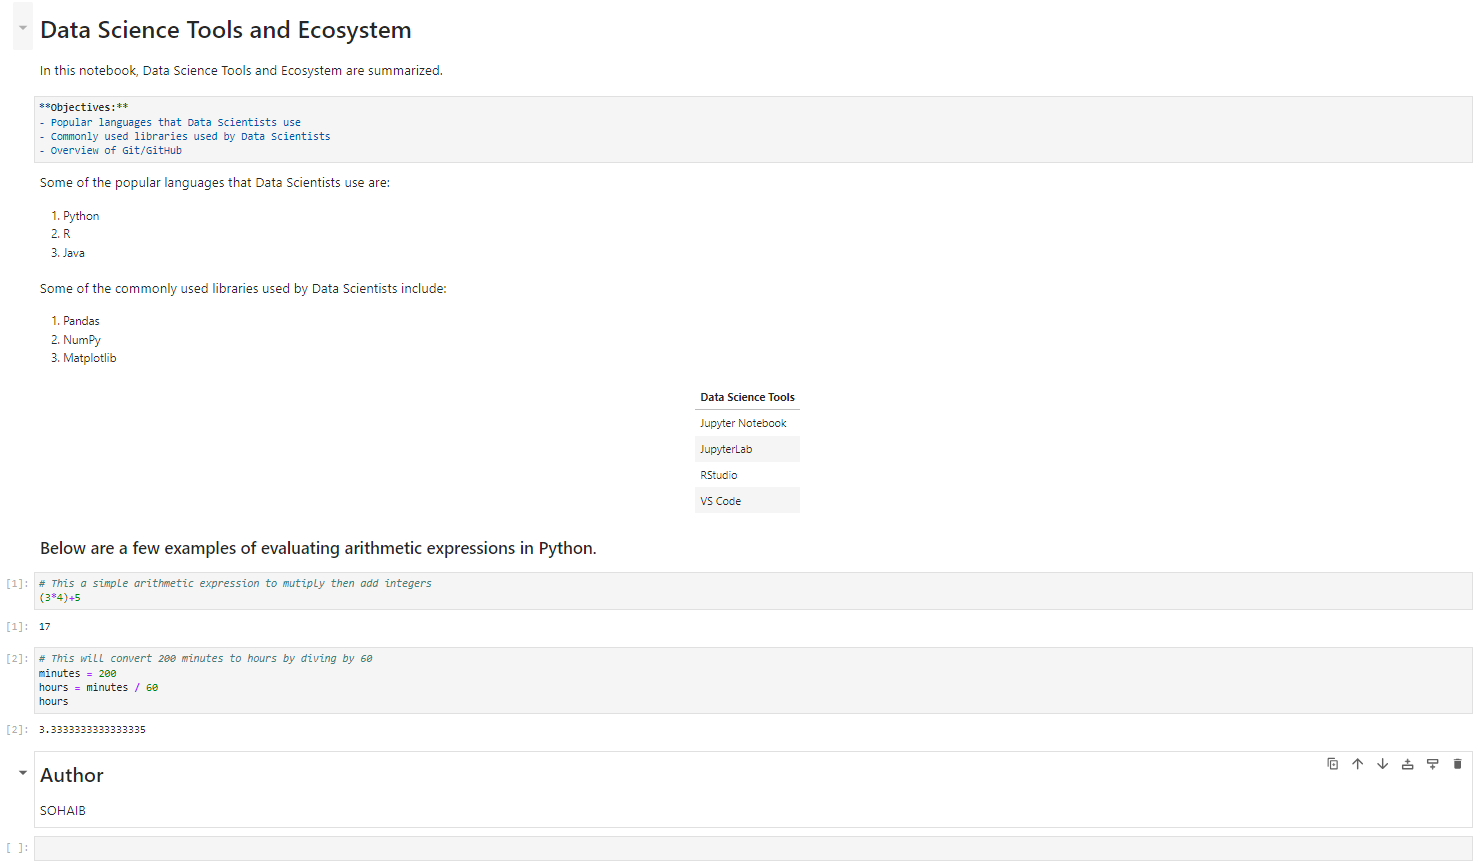 Data Science Tools and Ecosystem
In this notebook, Data Science Tools and Ecosystem are summarized.
**Objectives:**
- Popular languages that Data Scientists use
- Commonly used libraries used by Data Scientists
- Overview of Git/GitHub
Some of the popular languages that Data Scientists use are:
1. Python
2. R
3. Java
Some of the commonly used libraries used by Data Scientists include:
1. Pandas
2. NumPy
3. Matplotlib
Data Science Tools
Jupyter Notebook
JupyterLab
RStudio
VS Code
Below are a few examples of evaluating arithmetic expressions in Python.
[1]: # This a simple arithmetic expression to mutiply then add integers
(3*4)+5
[1]: 17
[2]: # This will convert 200 minutes to hours by diving by 60
minutes = 200
hours = minutes / 60
hours
[2]: 3.3333333333333335
Author
SOHAIB
[ ]: